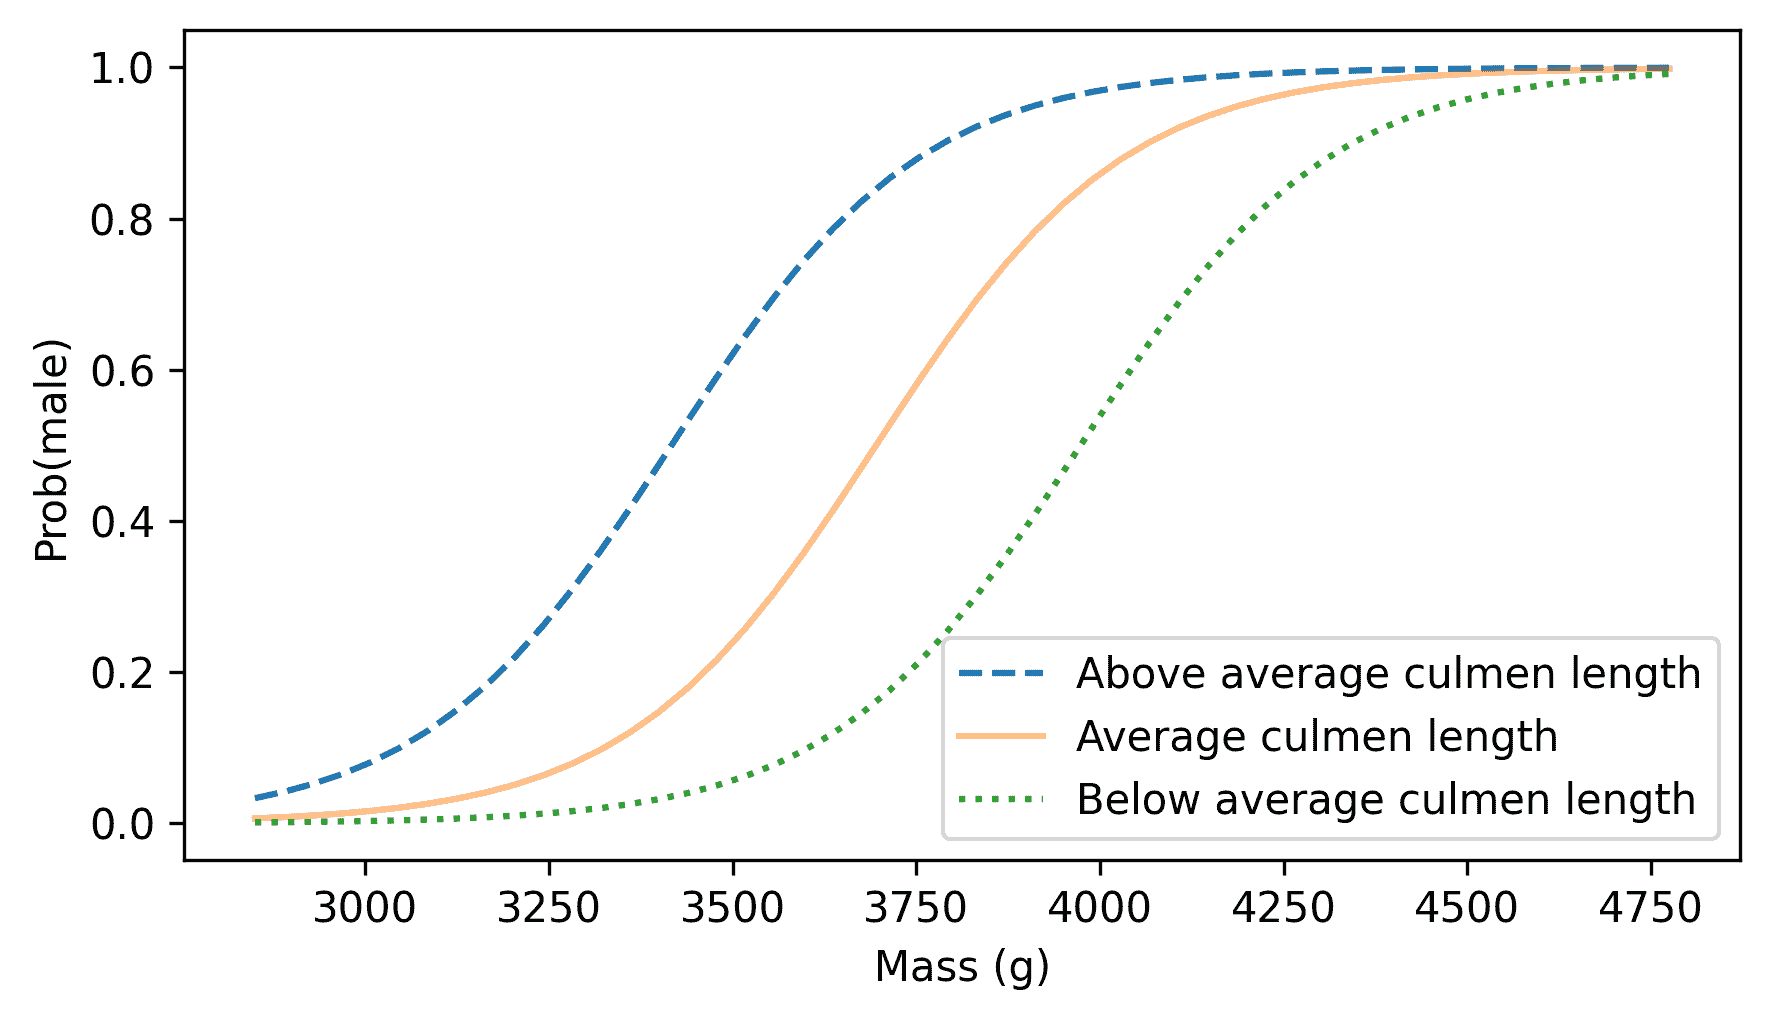 1.0
0.8
0.6
0.4
0.2
0.0
Prob(male)
Above average culmen length
Average culmen length
Below average culmen length
3000 3250 3500 3750 4000 4250 4500 4750
Mass (g)